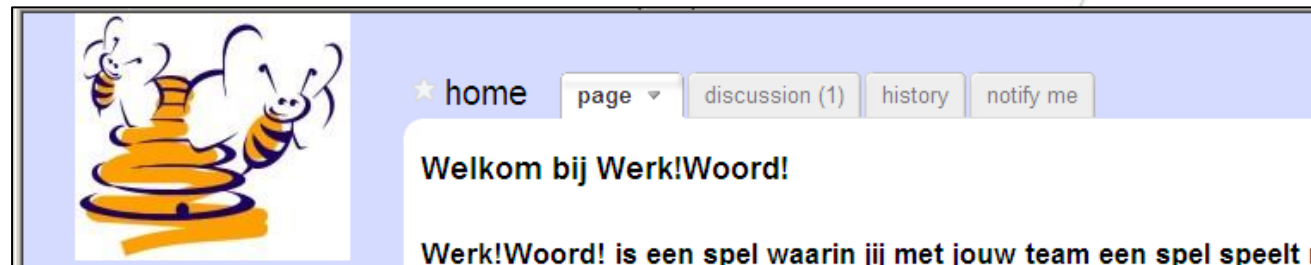 home page discussion (1) history notify me
Welkom bij Werk!Woord!
Werk!Woord! is een spel waarin jij met jouw team een spel speelt